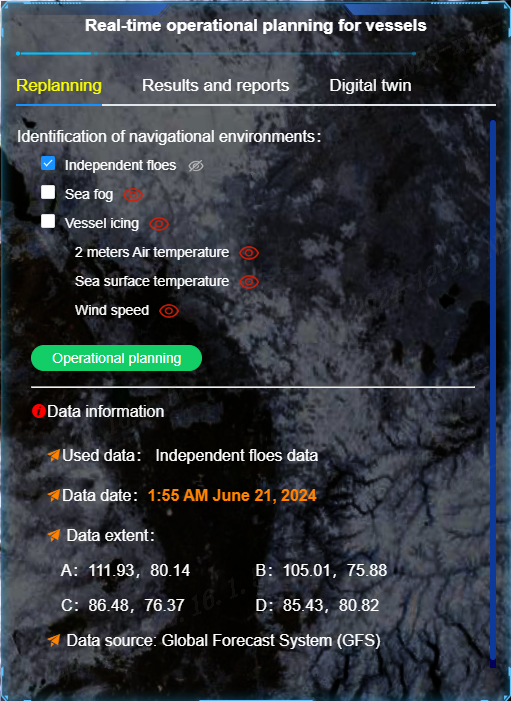 Real-time operational planning for vessels
Replanning Results and reports Digital twin
Identification of navigational environments：
Independent floes
Sea fog
Vessel icing
2 meters Air temperature
Sea surface temperature
Wind speed
Operational planning
Data information
Used data： Independent floes data
Data date：1:55 AM June 21, 2024
Data extent：
A：111.93，80.14 B：105.01，75.88
C：86.48，76.37 D：85.43，80.82
Data source: Global Forecast System (GFS)